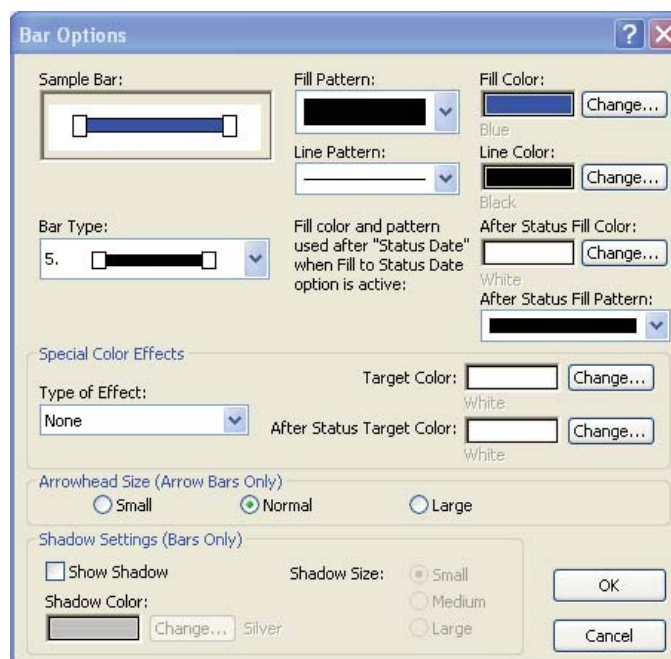 Bar Options
Sample Bar:
Fill Pattern:
Fill Color:
Change...
Blue
Line Pattern:
Line Color:
Change...
Black
Bar Type:
5.
Fill color and pattern
used after "Status Date"
when Fill to Status Date
option is active:
After Status Fill Color:
Change...
White
After Status Fill Pattern:
Special Color Effects
Type of Effect:
None
Target Color:
Change...
White
After Status Target Color:
Change...
White
Arrowhead Size (Arrow Bars Only)
Small
Normal
Large
Shadow Settings (Bars Only)
Show Shadow
Shadow Color:
Change...
Silver
Shadow Size:
Small
Medium
Large
OK
Cancel